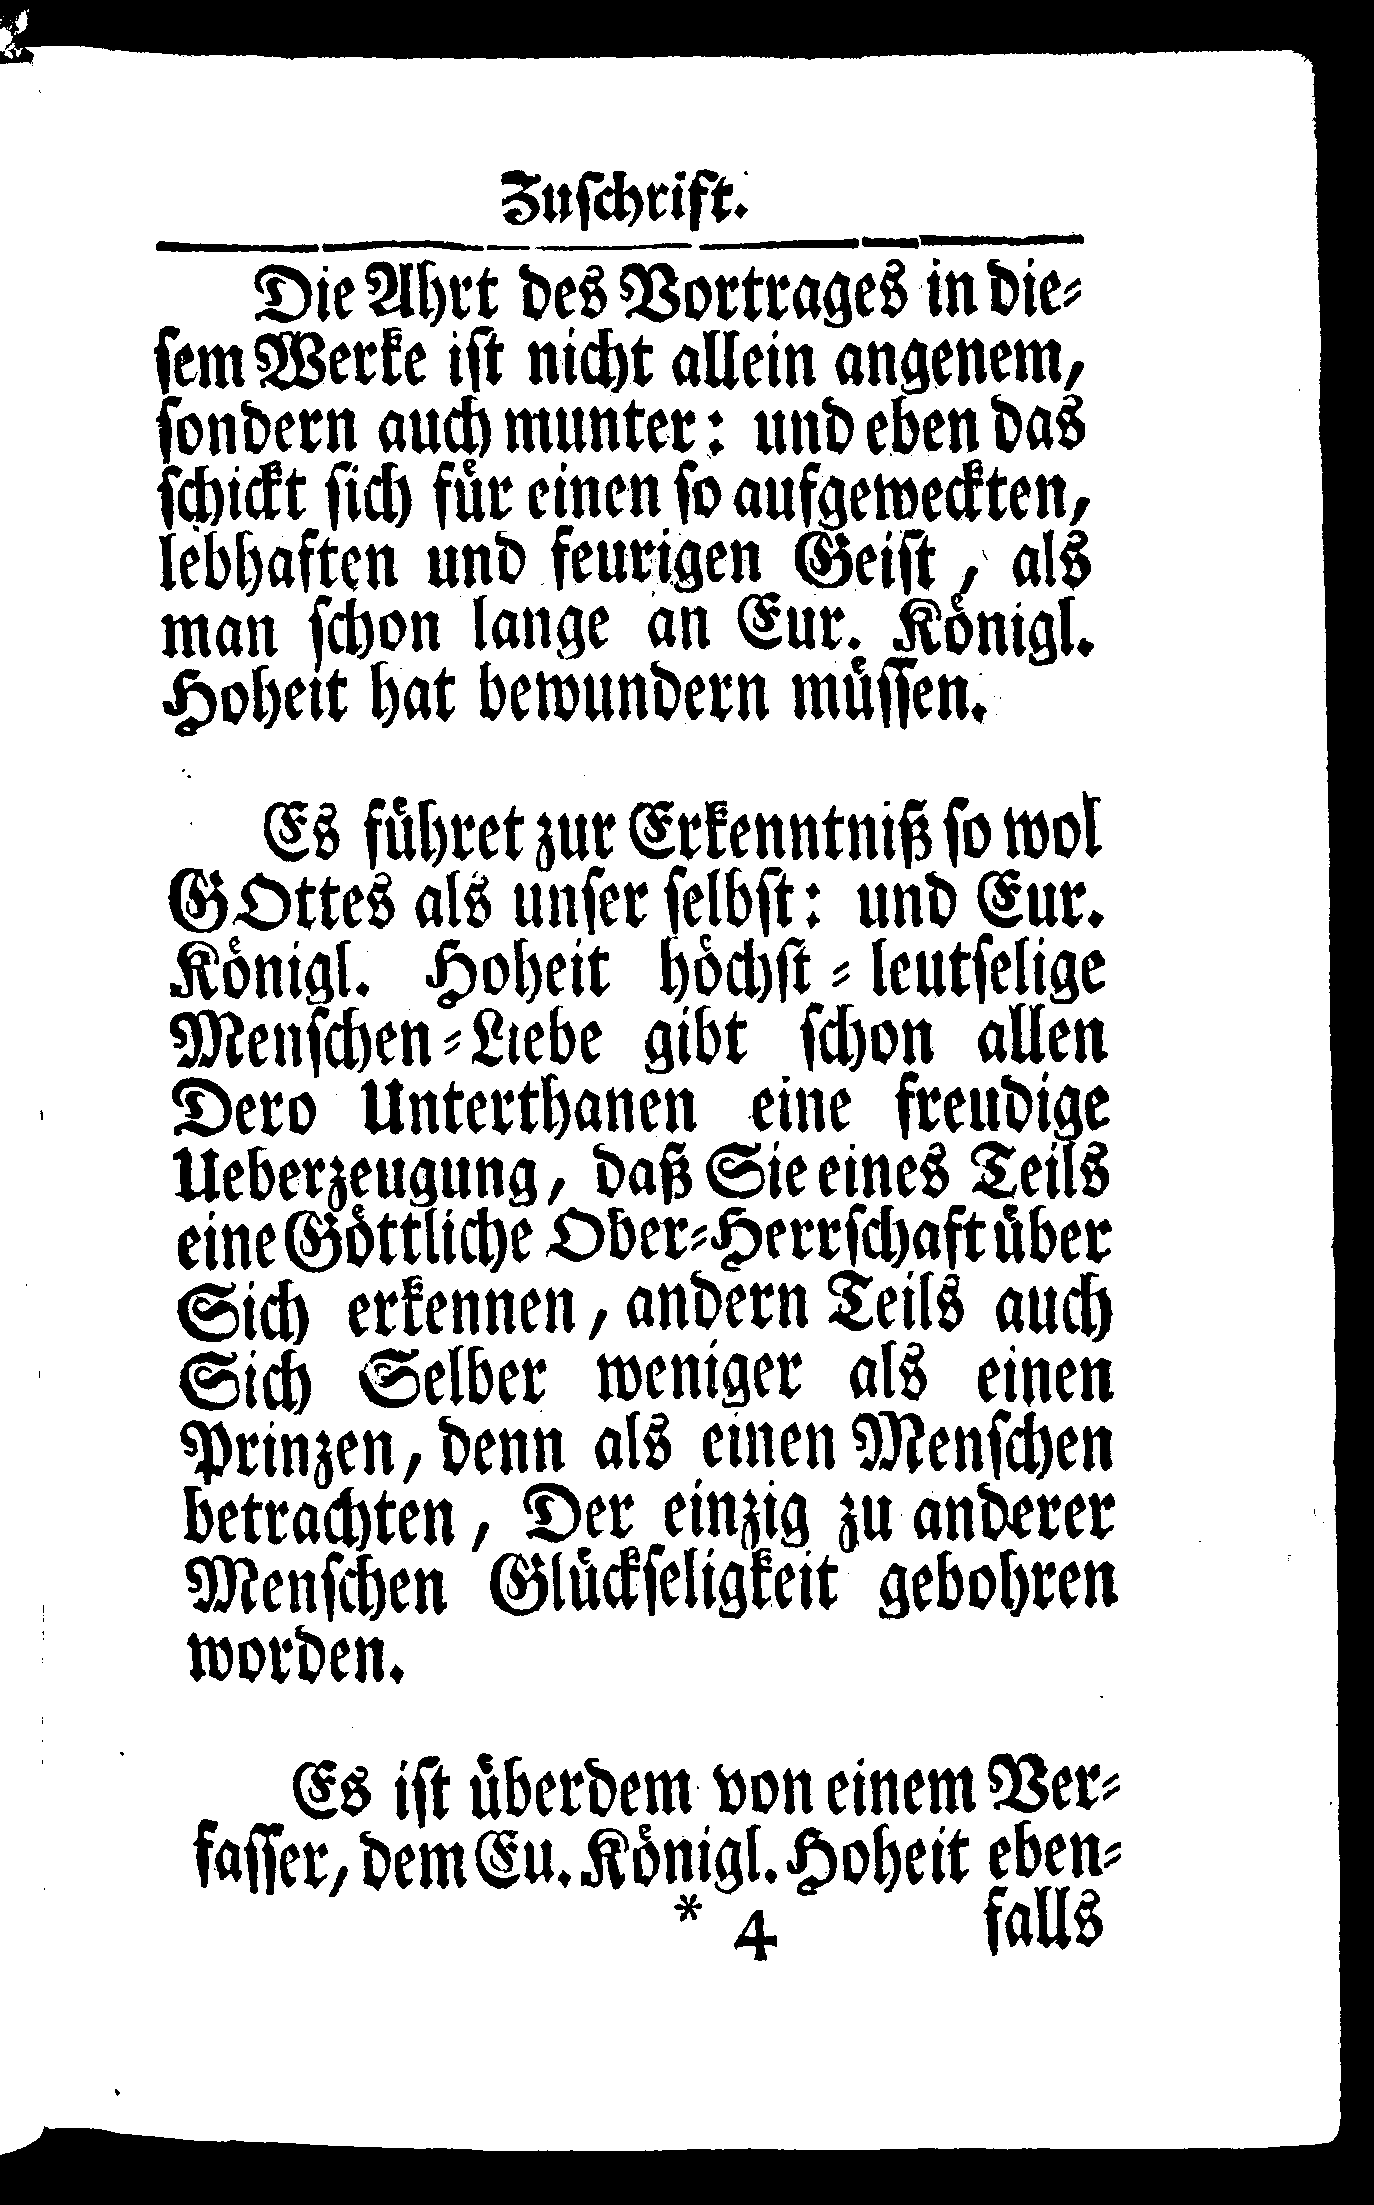 Zuschrift.
Die Ahrt des Vortrages in die-
sem Werke ist nicht allein angenem,
sondern auch munter: und eben das
schickt sich für einen so aufgeweckten,
lebhaften und feurigen Geist, als
man schon lange an Eur. Königl.
Hoheit hat bewundern müssen.
Es führet zur Erkenntniß so wol
GOttes als unser selbst: und Eur.
Königl. Hoheit höchst-leutselige
Menschen-Liebe gibt schon allen
Dero Unterthanen eine freudige
Ueberzeugung, daß Sie eines Teils
eine Göttliche Ober-Herrschaft über
Sich erkennen, andern Teils auch
Sich Selber weniger als einen
Prinzen, denn als einen Menschen
betrachten, Der einzig zu anderer
Menschen Glückseligkeit gebohren
worden.
Es ist überdem von einem Ver-
fasser, dem Eu. Königl. Hoheit eben-
* 4 falls